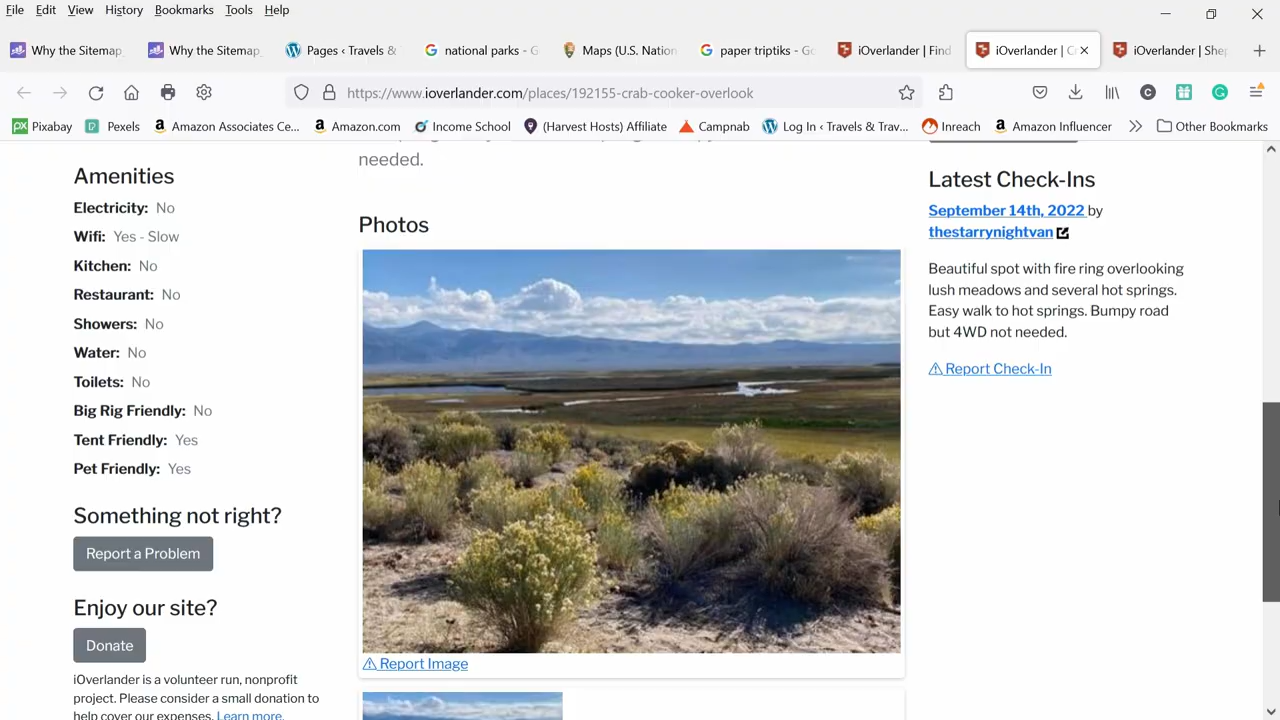 File Edit View History Bookmarks Tools Help
Why the Sitemap
Why the Sitemap
Pages ‹ Travels &
national parks - G
Maps (U.S. Nation
paper triptiks - Go
iOverlander | Find
iOverlander | C
iOverlander | She
https://www.ioverlander.com/places/192155-crab-cooker-overlook
Pixabay Pexels Amazon Associates Ce... Amazon.com Income School (Harvest Hosts) Affiliate Campnab Log In ‹ Travels & Trav... Inreach Amazon Influencer Other Bookmarks
needed.
Amenities
Electricity: No
Wifi: Yes - Slow
Kitchen: No
Restaurant: No
Showers: No
Water: No
Toilets: No
Big Rig Friendly: No
Tent Friendly: Yes
Pet Friendly: Yes
Something not right?
Report a Problem
Enjoy our site?
Donate
iOverlander is a volunteer run, nonprofit
project. Please consider a small donation to
help cover our expenses. Learn more.
Photos
Report Image
Latest Check-Ins
September 14th, 2022 by
thestarrynightvan
Beautiful spot with fire ring overlooking
lush meadows and several hot springs.
Easy walk to hot springs. Bumpy road
but 4WD not needed.
Report Check-In